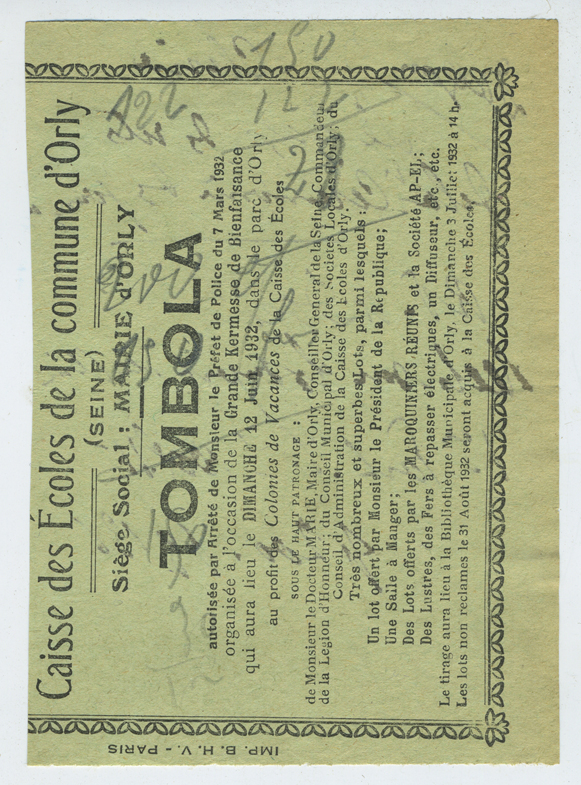 Caisse des Écoles de la commune d'Orly
(SEINE)
Siège Social : MAIRIE d'ORLY
TOMBOLA
autorisée par Arrêté de Monsieur le Préfet de Police du 7 Mars 1932
organisée à l'occasion de la Grande Kermesse de Bienfaisance
qui aura lieu le DIMANCHE 12 Juin 1932, dans le parc d'Orly
au profit des Colonies de Vacances de la Caisse des Écoles
SOUS LE HAUT PATRONAGE :
de Monsieur le Docteur MARIE, Maire d'Orly, Conseiller Général de la Seine, Commandeur
de la Légion d'Honneur ; du Conseil Municipal d'Orly ; des Sociétés Locales d'Orly ; du
Conseil d'Administration de la Caisse des Ecoles d'Orly.
Très nombreux et superbes Lots, parmi lesquels :
Un lot offert par Monsieur le Président de la République ;
Une Salle à Manger ;
Des Lots offerts par les MAROQUINIERS RÉUNIS et la Société AP-EL ;
Des Lustres, des Fers à repasser électriques, un Diffuseur, etc., etc.
Le tirage aura lieu à la Bibliothèque Municipale d'Orly, le Dimanche 3 Juillet 1932 à 14 h.
Les lots non reclamés le 31 Août 1932 seront acquis à la Caisse des Écoles.
IMP. B. H. V. - PARIS
5150
122